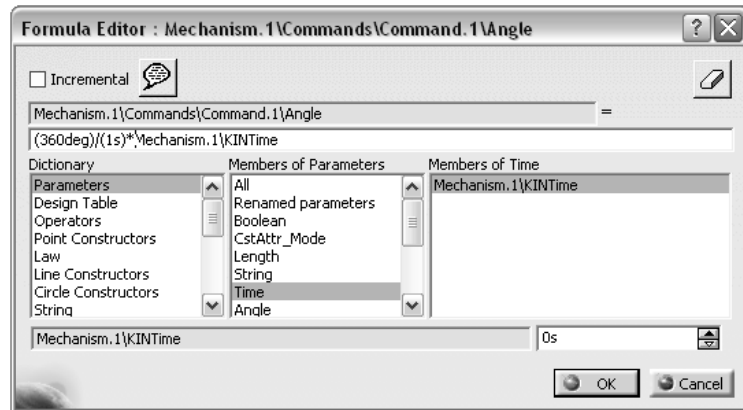 Formula Editor : Mechanism.1\Commands\Command.1\Angle
Incremental
Mechanism.1\Commands\Command.1\Angle =
(360deg)/(1s)*Mechanism.1\KINTime
Dictionary Members of Parameters Members of Time
Parameters All Mechanism.1\KINTime
Design Table Renamed parameters
Operators Boolean
Point Constructors CstAttr_Mode
Law Length
Line Constructors String
Circle Constructors Time
String Angle
Mechanism.1\KINTime 0s
OK Cancel